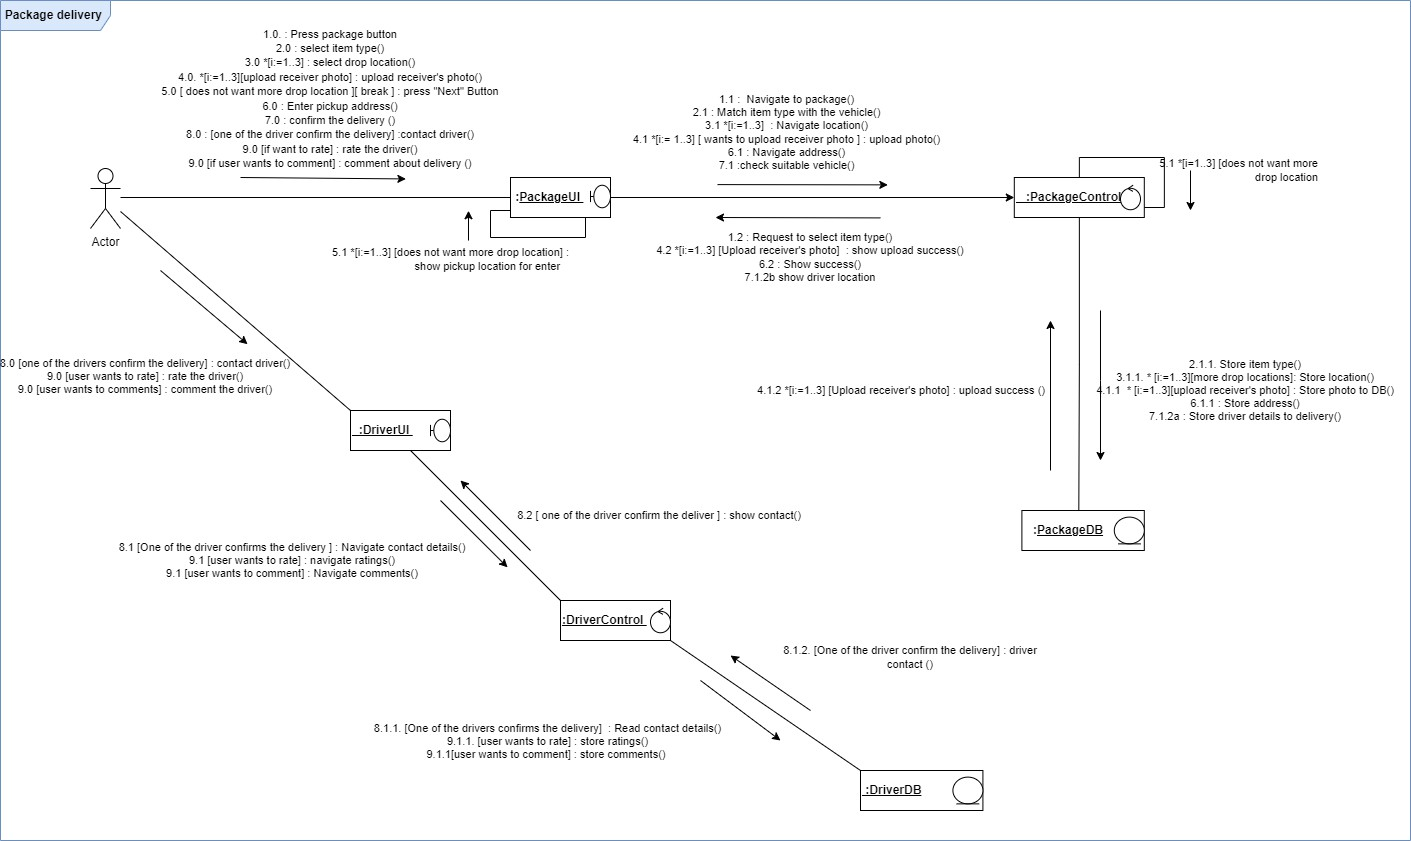 Package delivery
1.0. : Press package button
2.0 : select item type()
3.0 *[i:=1..3] : select drop location()
4.0. *[i:=1..3][upload receiver photo] : upload receiver's photo()
5.0 [ does not want more drop location ][ break ] : press "Next" Button
6.0 : Enter pickup address()
7.0 : confirm the delivery ()
8.0 : [one of the driver confirm the delivery] :contact driver()
9.0 [if want to rate] : rate the driver()
9.0 [if user wants to comment] : comment about delivery ()
1.1 : Navigate to package()
2.1 : Match item type with the vehicle()
3.1 *[i:=1..3] : Navigate location()
4.1 *[i:= 1..3] [ wants to upload receiver photo ] : upload photo()
6.1 : Navigate address()
7.1 :check suitable vehicle()
5.1 *[i=1..3] [does not want more
drop location
Actor
:PackageUI
:PackageControl
5.1 *[i:=1..3] [does not want more drop location] :
show pickup location for enter
1.2 : Request to select item type()
4.2 *[i:=1..3] [Upload receiver's photo] : show upload success()
6.2 : Show success()
7.1.2b show driver location
8.0 [one of the drivers confirm the delivery] : contact driver()
9.0 [user wants to rate] : rate the driver()
9.0 [user wants to comments] : comment the driver()
4.1.2 *[i:=1..3] [Upload receiver's photo] : upload success ()
2.1.1. Store item type()
3.1.1. * [i:=1..3][more drop locations]: Store location()
4.1.1 * [i:=1..3][upload receiver's photo] : Store photo to DB()
6.1.1 : Store address()
7.1.2a : Store driver details to delivery()
:DriverUI
8.2 [ one of the driver confirm the deliver ] : show contact()
:PackageDB
8.1 [One of the driver confirms the delivery ] : Navigate contact details()
9.1 [user wants to rate] : navigate ratings()
9.1 [user wants to comment] : Navigate comments()
:DriverControl
8.1.2. [One of the driver confirm the delivery] : driver
contact ()
8.1.1. [One of the drivers confirms the delivery] : Read contact details()
9.1.1. [user wants to rate] : store ratings()
9.1.1[user wants to comment] : store comments()
:DriverDB